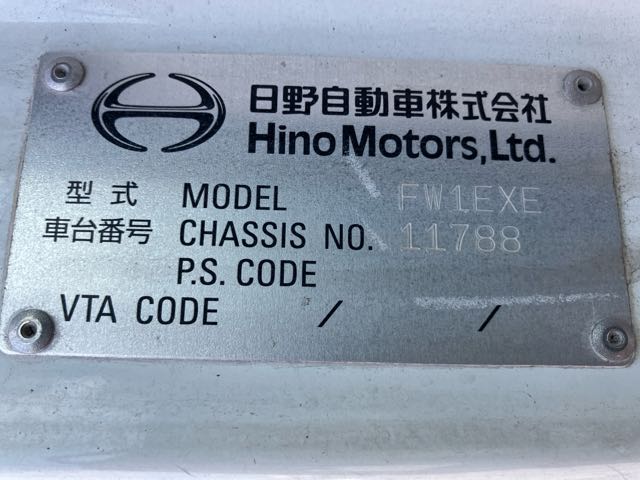 日野自動車株式会社
Hino Motors, Ltd.
型式 MODEL FW1EXE
車台番号 CHASSIS NO. 11788
P.S. CODE
VTA CODE / /